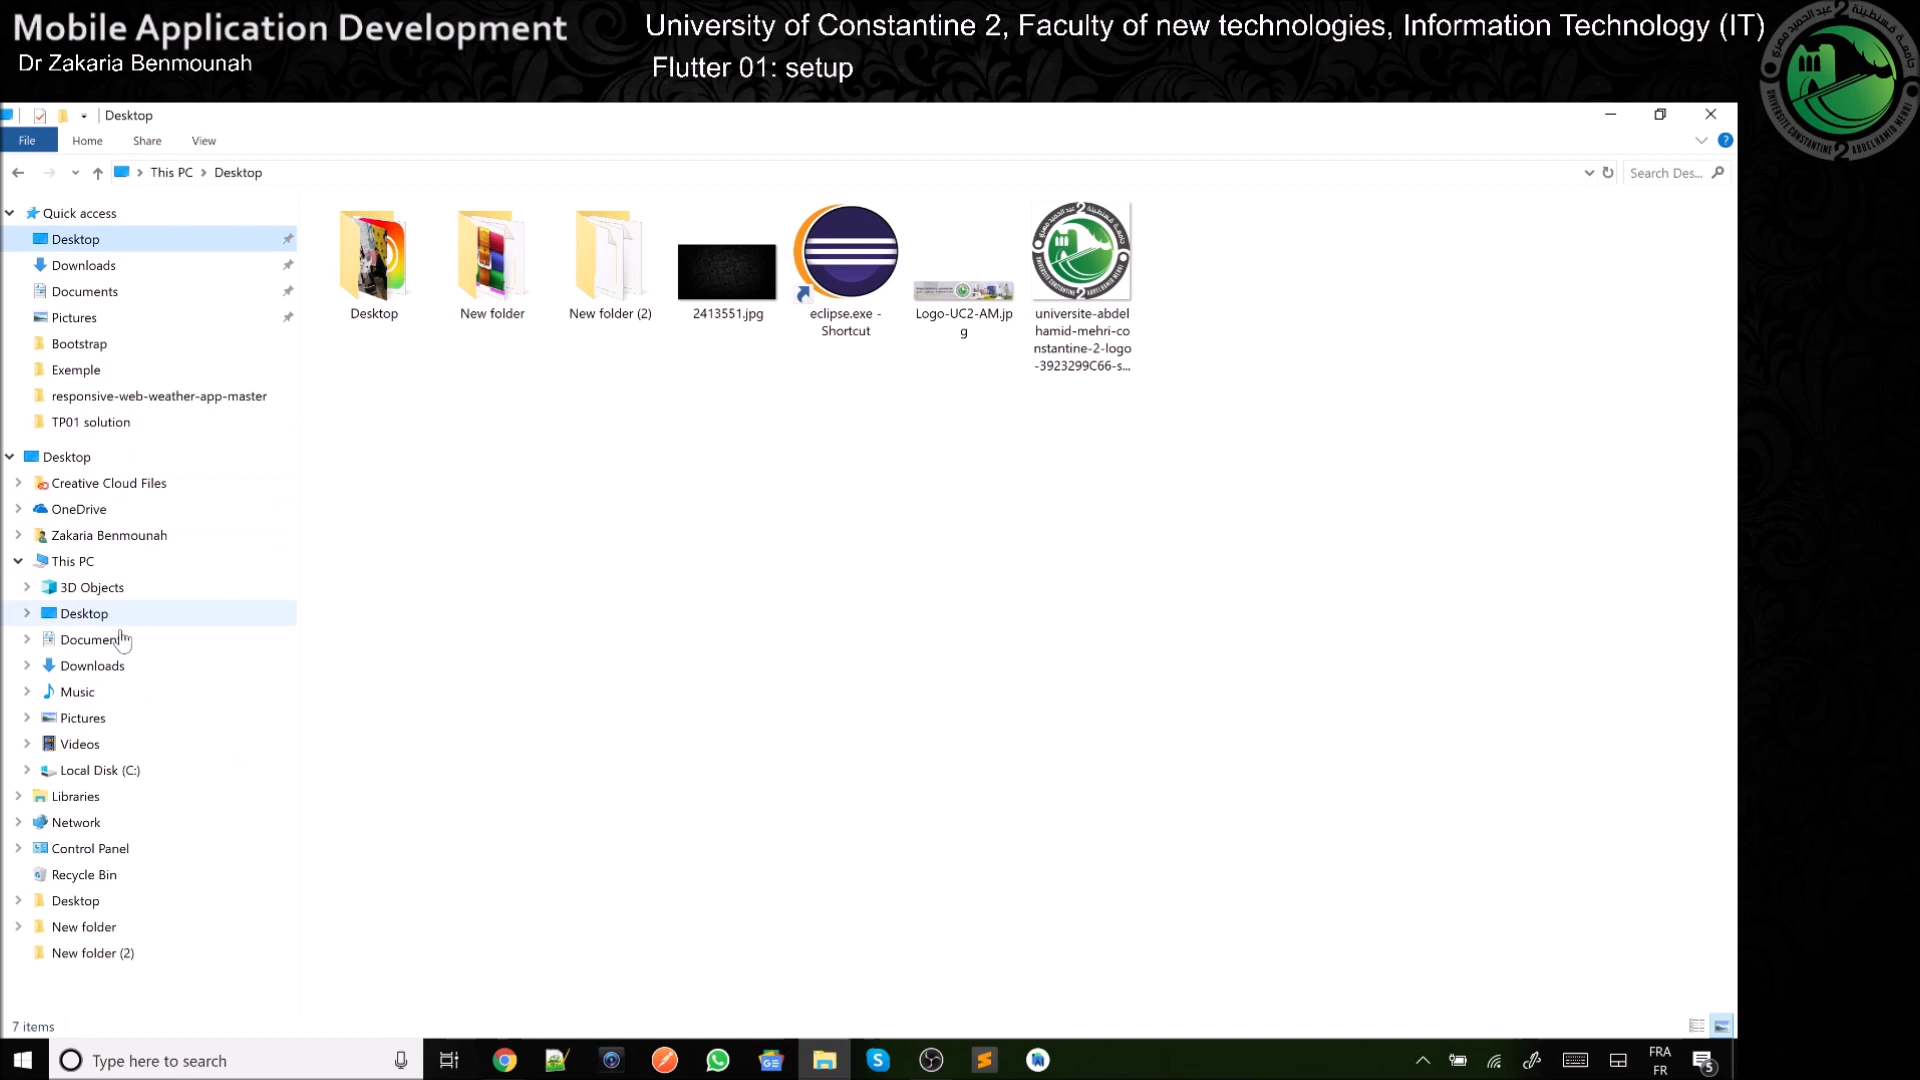 Mobile Application Development
Dr Zakaria Benmounah
University of Constantine 2, Faculty of new technologies, Information Technology (IT)
Flutter 01: setup
Desktop
File
Home
Share
View
This PC
Desktop
Search Des...
Quick access
Desktop
Downloads
Documents
Pictures
Bootstrap
Exemple
responsive-web-weather-app-master
TP01 solution
Desktop
Creative Cloud Files
OneDrive
Zakaria Benmounah
This PC
3D Objects
Desktop
Downloads
Music
Pictures
Videos
Local Disk (C:)
Libraries
Network
Control Panel
Recycle Bin
Desktop
New folder
New folder (2)
Desktop
New folder
New folder (2)
2413551.jpg
eclipse.exe -
Shortcut
Logo-UC2-AM.jp
g
universite-abdel
hamid-mehri-co
nstantine-2-logo
-3923299C66-s...
7 items
Type here to search
FRA
FR
5